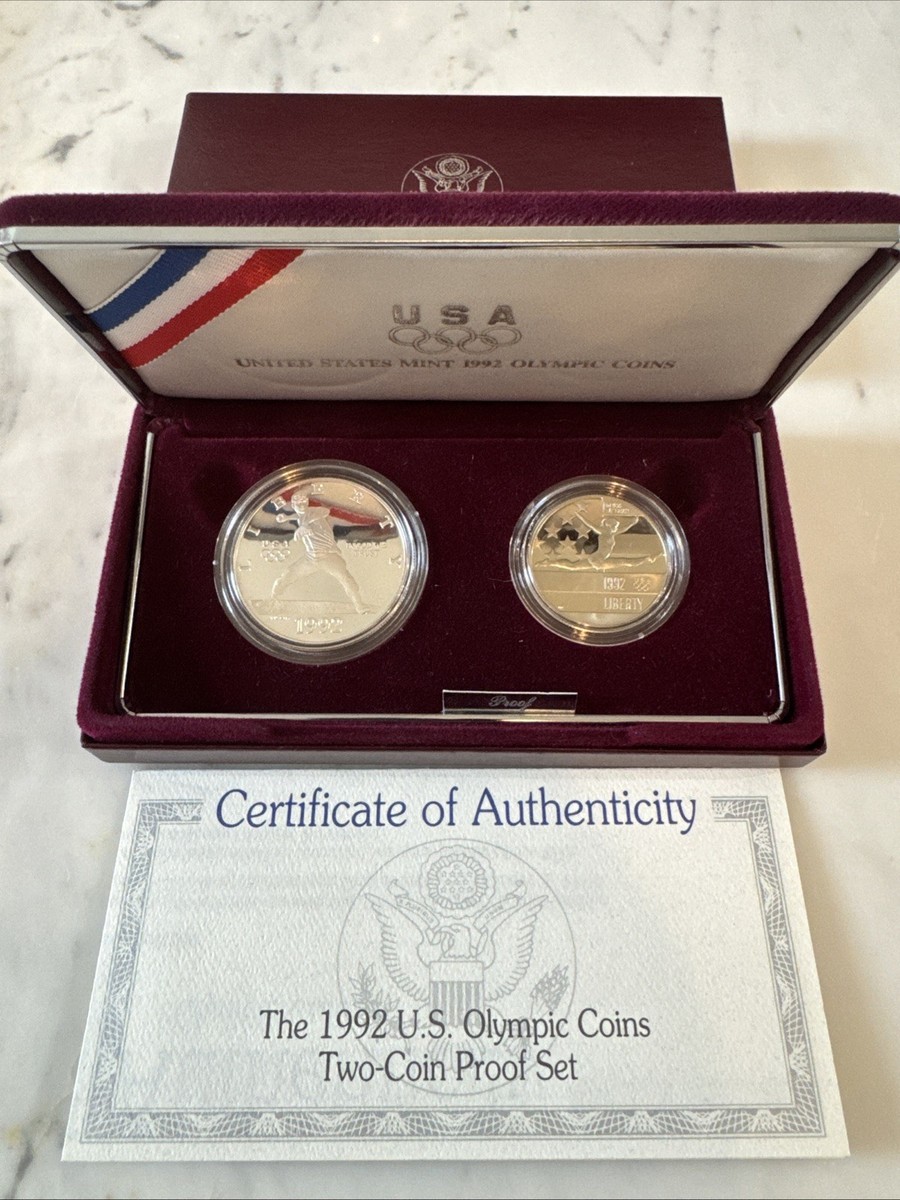 USA
UNITED STATES MINT 1992 OLYMPIC COINS
LIBERTY
USA
1992
1992
LIBERTY
Proof
Certificate of Authenticity
The 1992 U.S. Olympic Coins
Two-Coin Proof Set